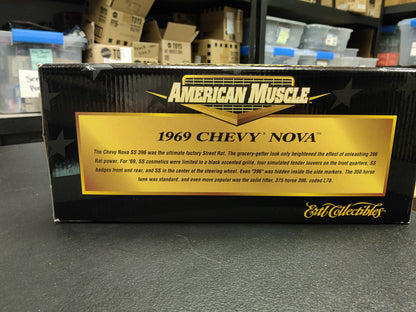 AMERICAN MUSCLE
1969 CHEVY NOVA™
The Chevy Nova SS 396 was the ultimate factory Street Rat. The grocery-getter look only heightened the effect of unleashing 396
Rat power. For '69, SS cosmetics were limited to a black accented grille, four simulated fender louvers on the front quarters, SS
badges front and rear, and SS in the center of the steering wheel. Even "396" was hidden inside the side markers. The 350 horse
tune was standard, and even more popular was the solid lifter, 375 horse 396, coded L78.
Ertl Collectibles
TOYS